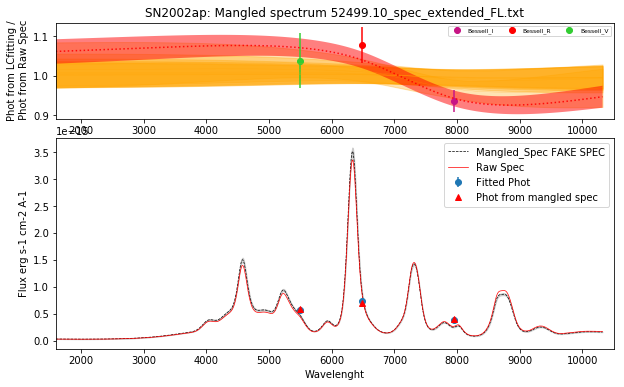 SN2002ap: Mangled spectrum 52499.10_spec_extended_FL.txt
Phot from LCfitting /
Phot from Raw Spec
1.1
1.0
0.9
Bessell_I
Bessell_R
Bessell_V
2000 3000 4000 5000 6000 7000 8000 9000 10000
Flux erg s-1 cm-2 A-1
3.5
3.0
2.5
2.0
1.5
1.0
0.5
0.0
Mangled_Spec FAKE SPEC
Raw Spec
Fitted Phot
Phot from mangled spec
2000 3000 4000 5000 6000 7000 8000 9000 10000
Wavelenght